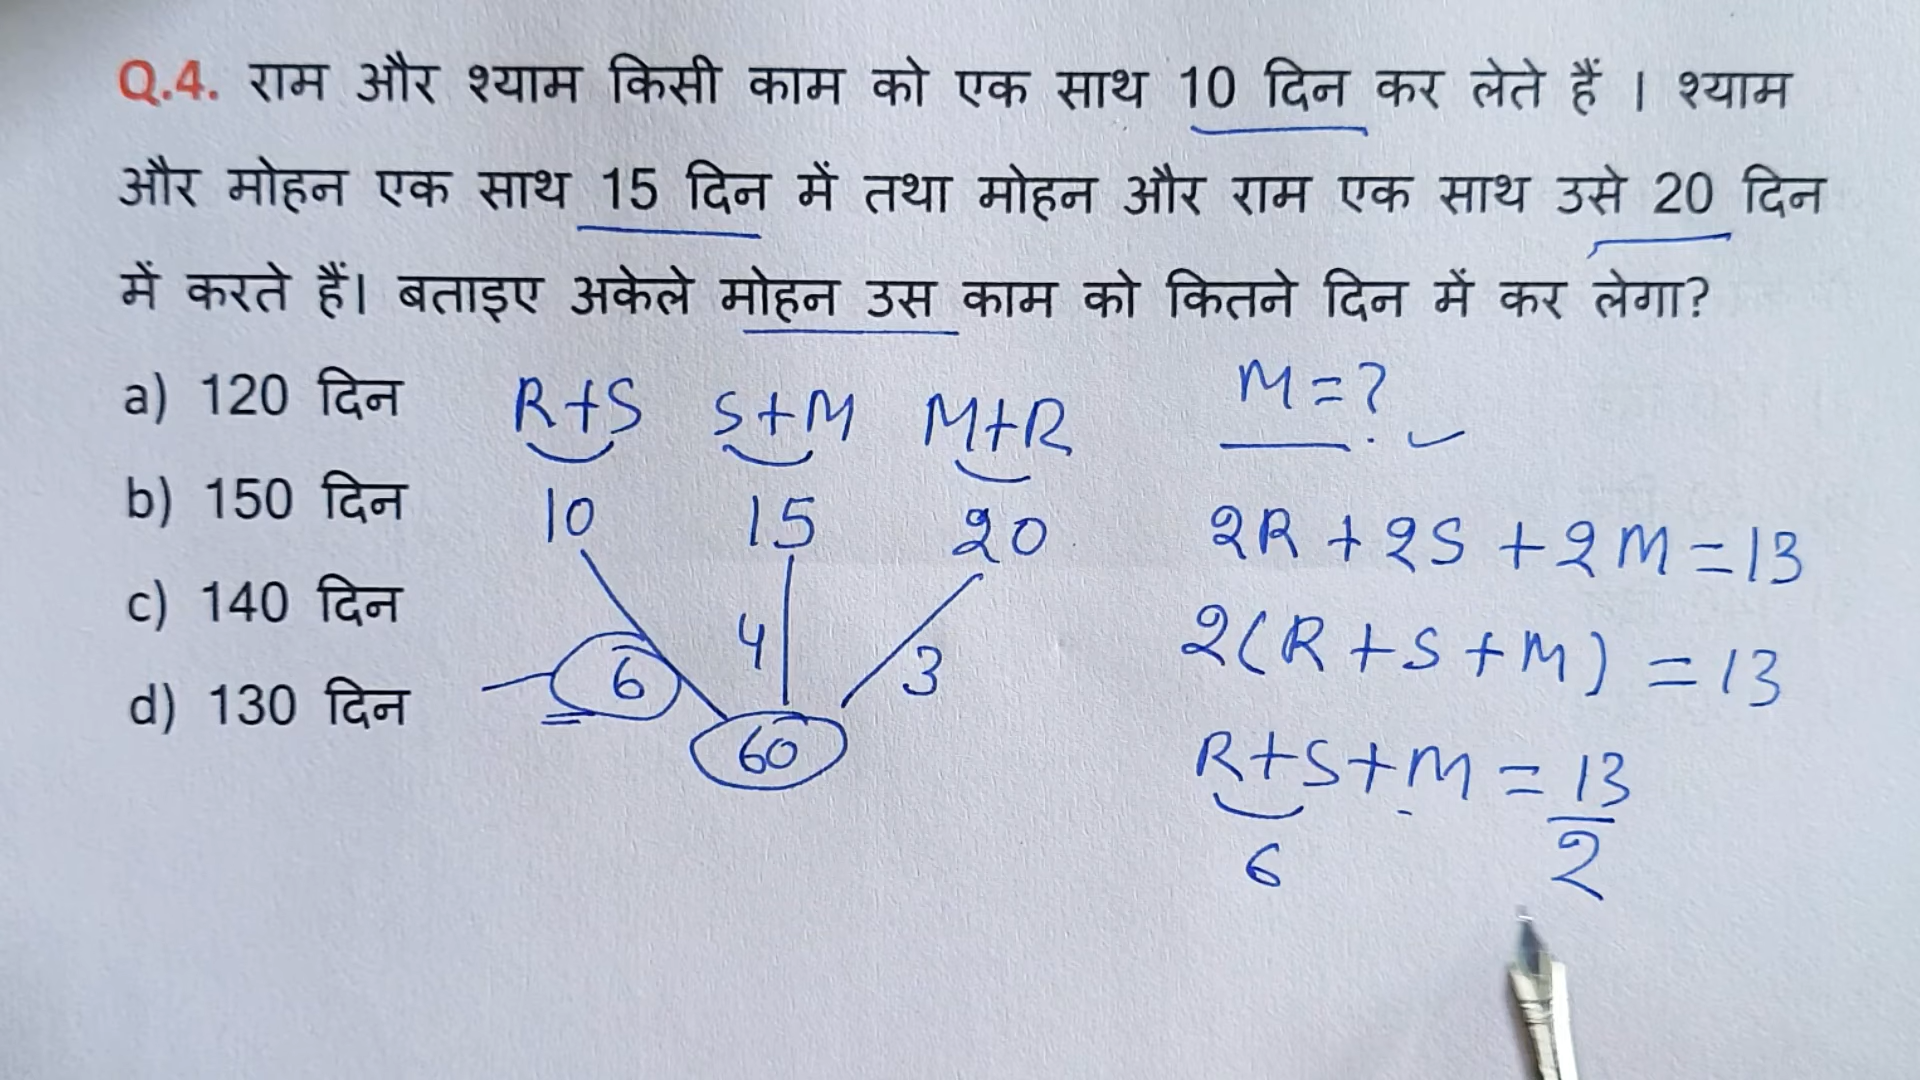 Q.4. राम और श्याम किसी काम को एक साथ 10 दिन कर लेते हैं । श्याम
और मोहन एक साथ 15 दिन में तथा मोहन और राम एक साथ उसे 20 दिन
में करते हैं। बताइए अकेले मोहन उस काम को कितने दिन में कर लेगा?
a) 120 दिन
b) 150 दिन
c) 140 दिन
d) 130 दिन
R+S S+M M+R
10 15 20
6 4 3
60
M=?
2R+2S+2M=13
2(R+S+M)=13
R+S+M=13/2
6